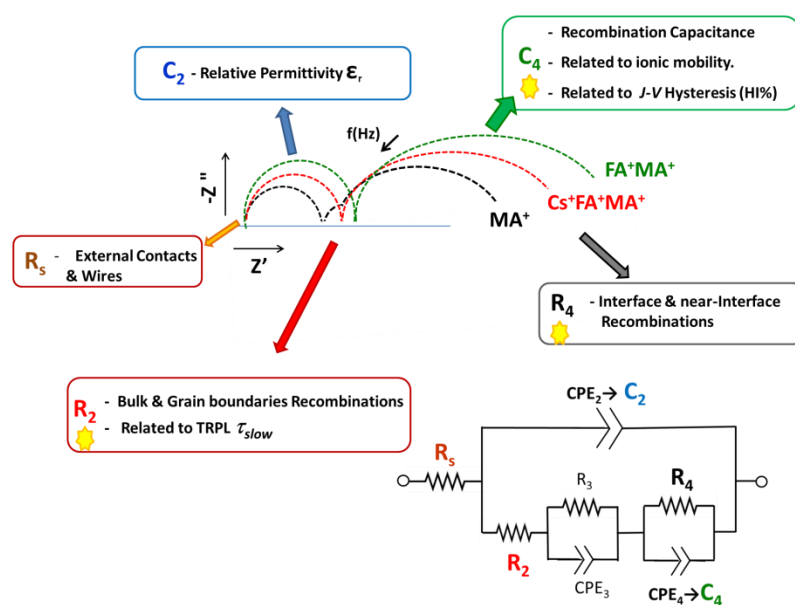 C2 - Relative Permittivity εr
- Recombination Capacitance
C4 - Related to ionic mobility.
- Related to J-V Hysteresis (HI%)
f(Hz)
-Z''
Z'
FA+MA+
Cs+FA+MA+
MA+
Rs - External Contacts
& Wires
R4 - Interface & near-Interface
Recombinations
R2 - Bulk & Grain boundaries Recombinations
- Related to TRPL τslow
CPE2→ C2
Rs
R3
R4
R2
CPE3
CPE4→C4